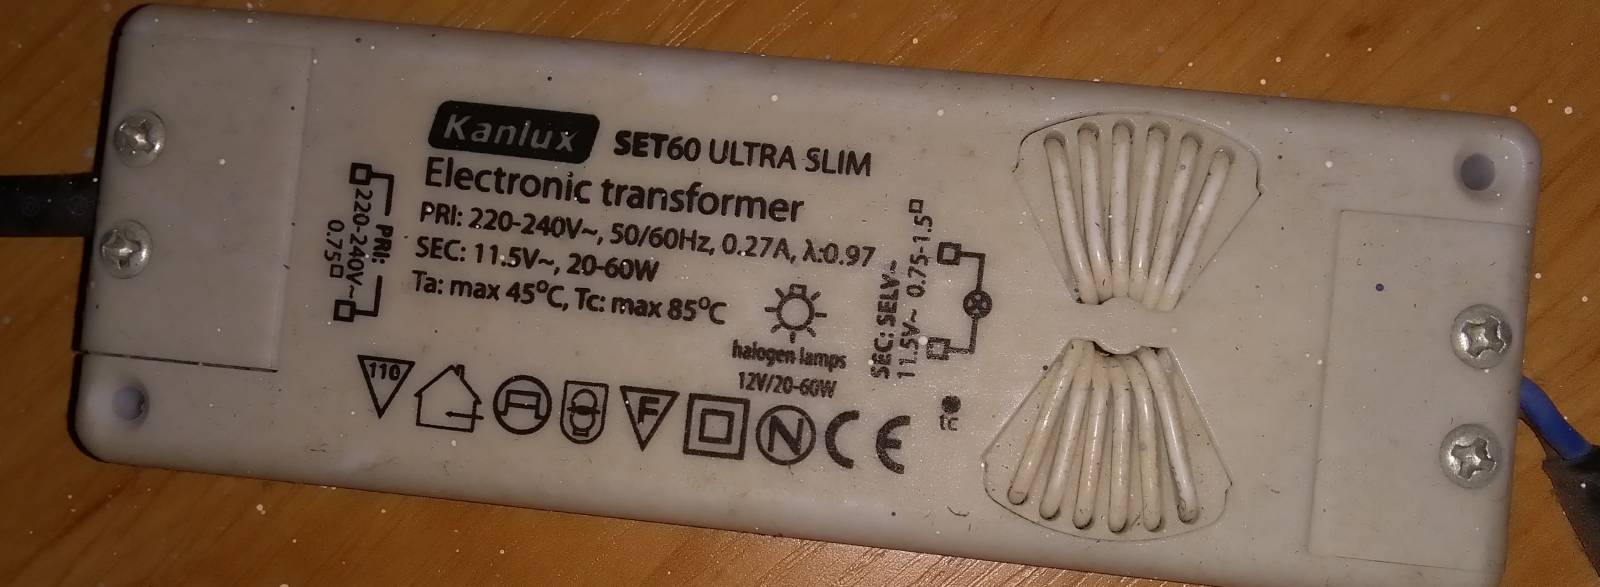 Kanlux SET60 ULTRA SLIM
Electronic transformer
PRI: 220-240V~, 50/60Hz, 0.27A, λ:0.97
SEC: 11.5V~, 20-60W
Ta: max 45°C, Tc: max 85°C
halogen lamps
12V/20-60W
PRI:
220-240V~
0.75
SEC: SELV~
11.5V~ 0.75-1.5
110
F
N
CE